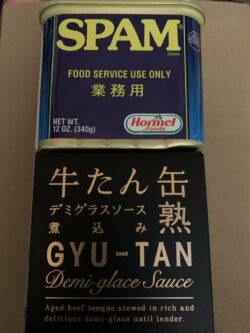 SPAM®
Classic
FOOD SERVICE USE ONLY
業務用
NET WT.
12 OZ. (340g)
Hormel
Foods
牛たん 缶熟
デミグラスソース
煮込み
GYU-TAN
Demi-glace Sauce
Aged beef tongue stewed in rich and
delicious demi-glace until tender.